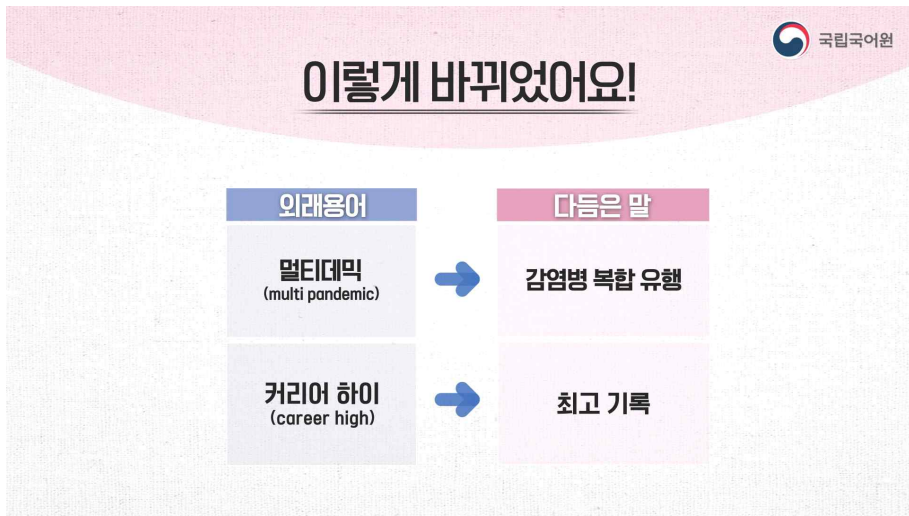 국립국어원
이렇게 바뀌었어요!
외래용어
다듬은 말
멀티데믹
(multi pandemic)
감염병 복합 유행
커리어 하이
(career high)
최고 기록